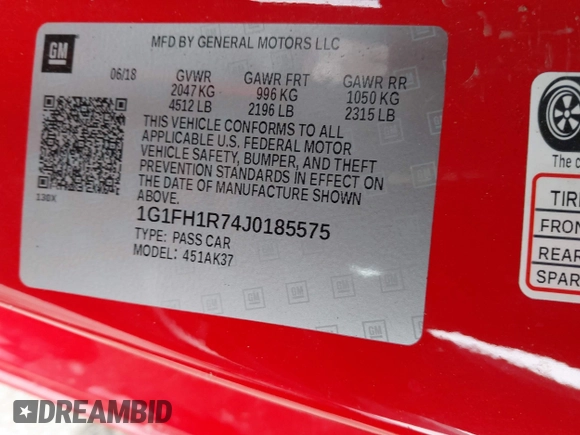 GM
MFD BY GENERAL MOTORS LLC
06/18 GVWR GAWR FRT GAWR RR
2047 KG 996 KG 1050 KG
4512 LB 2196 LB 2315 LB
THIS VEHICLE CONFORMS TO ALL
APPLICABLE U.S. FEDERAL MOTOR
VEHICLE SAFETY, BUMPER, AND THEFT
PREVENTION STANDARDS IN EFFECT ON
THE DATE OF MANUFACTURE SHOWN
ABOVE.
130X
1G1FH1R74J0185575
TYPE: PASS CAR
MODEL: 451AK37
The c
TIR
FRON
REAR
SPAR
DREAMBID